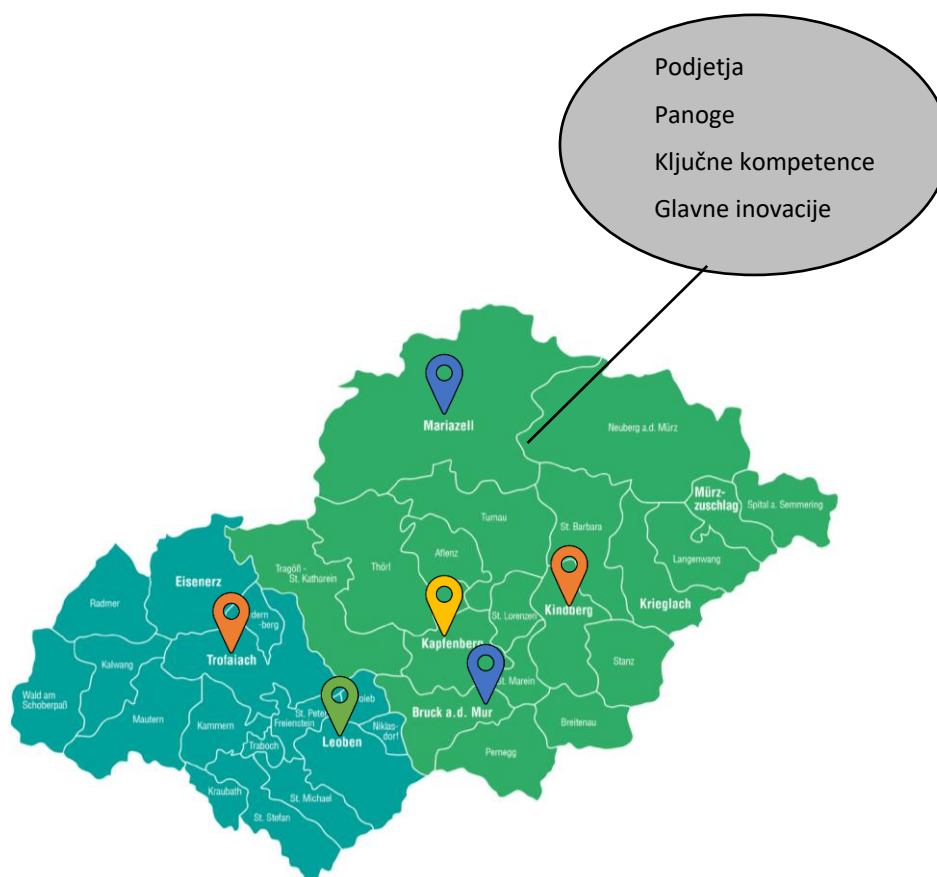 Podjetja
Panoge
Ključne kompetence
Glavne inovacije
Mariazell
Neuberg a.d. Mürz
Mürz-
zuschlag
Spital a. Semmering
Turnau
St. Barbara
Langenwang
Aflenz
Tragöß -
St. Katharein
Thörl
Eisenerz
Radmer
St. Lorenzen
Kindberg
Krieglach
Kapfenberg
Trofaiach
Stanz
Kalwang
St. Marein
Wald am
Schoberpaß
Mautern
Kammern
St. Peter
Freienstein
Niklas-
dorf
Bruck a.d. Mur
Breitenau
Leoben
Traboch
Pernegg
Kraubath
St. Michael
St. Stefan